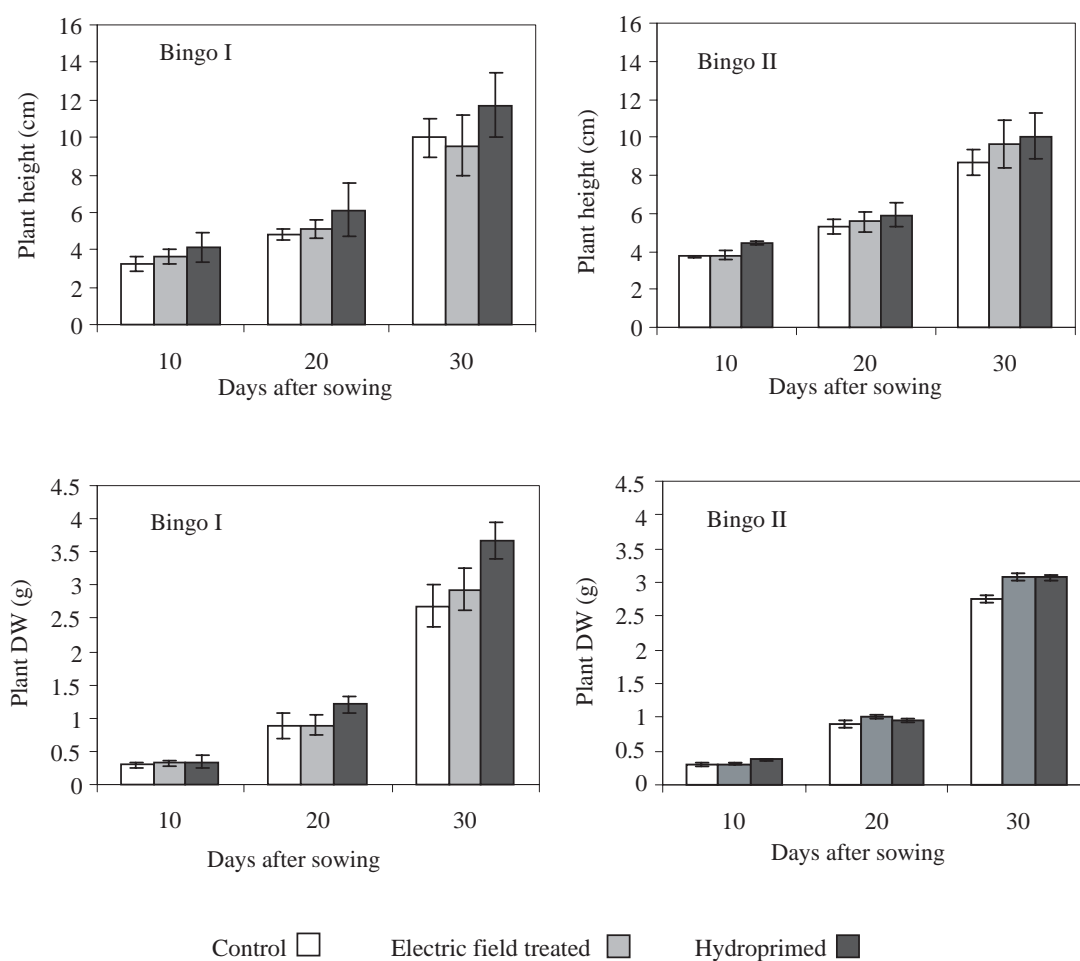 16
14
12
10
8
6
4
2
0
Plant height (cm)
Bingo I
10 20 30
Days after sowing
16
14
12
10
8
6
4
2
0
Plant height (cm)
Bingo II
10 20 30
Days after sowing
4.5
4
3.5
3
2.5
2
1.5
1
0.5
0
Plant DW (g)
Bingo I
10 20 30
Days after sowing
4.5
4
3.5
3
2.5
2
1.5
1
0.5
0
Plant DW (g)
Bingo II
10 20 30
Days after sowing
Control Electric field treated Hydroprimed